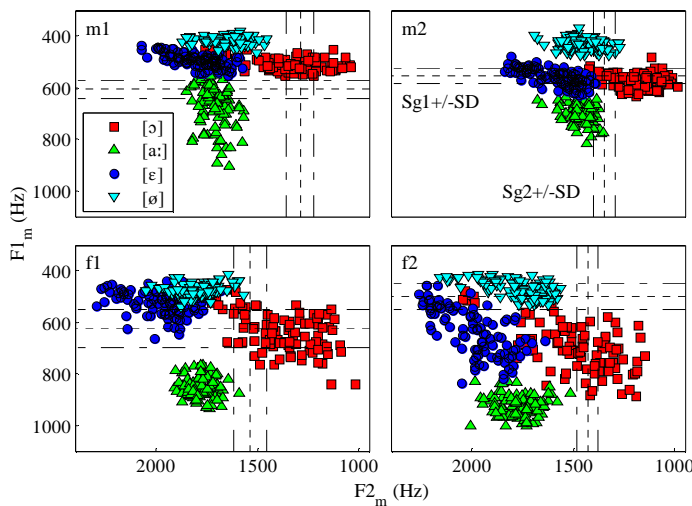 m1
m2
400
600
800
1000
[ɔ]
[aː]
[ɛ]
[ø]
Sg1+/-SD
Sg2+/-SD
F1m (Hz)
f1
f2
400
600
800
1000
2000 1500 1000
2000 1500 1000
F2m (Hz)